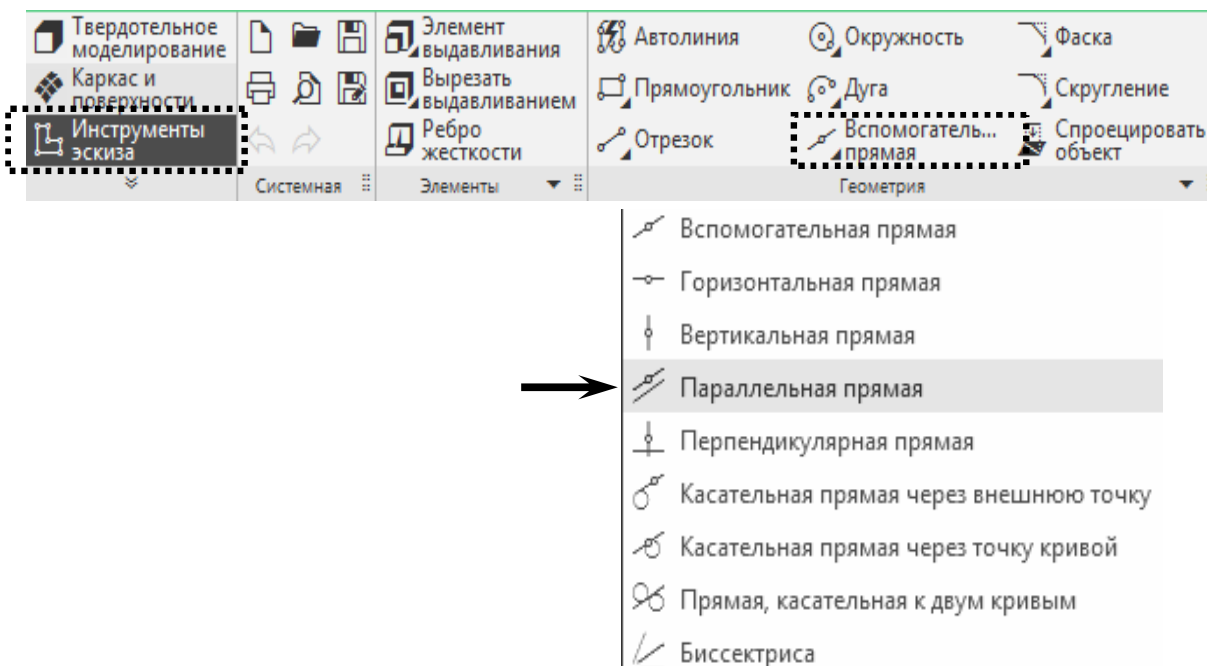 Твердотельное
моделирование
Каркас и
поверхности
Инструменты
эскиза
Системная
Элемент
выдавливания
Вырезать
выдавливанием
Ребро
жесткости
Элементы
Автолиния
Окружность
Фаска
Прямоугольник
Дуга
Скругление
Отрезок
Вспомогатель...
прямая
Спроецировать
объект
Геометрия
Вспомогательная прямая
Горизонтальная прямая
Вертикальная прямая
Параллельная прямая
Перпендикулярная прямая
Касательная прямая через внешнюю точку
Касательная прямая через точку кривой
Прямая, касательная к двум кривым
Биссектриса